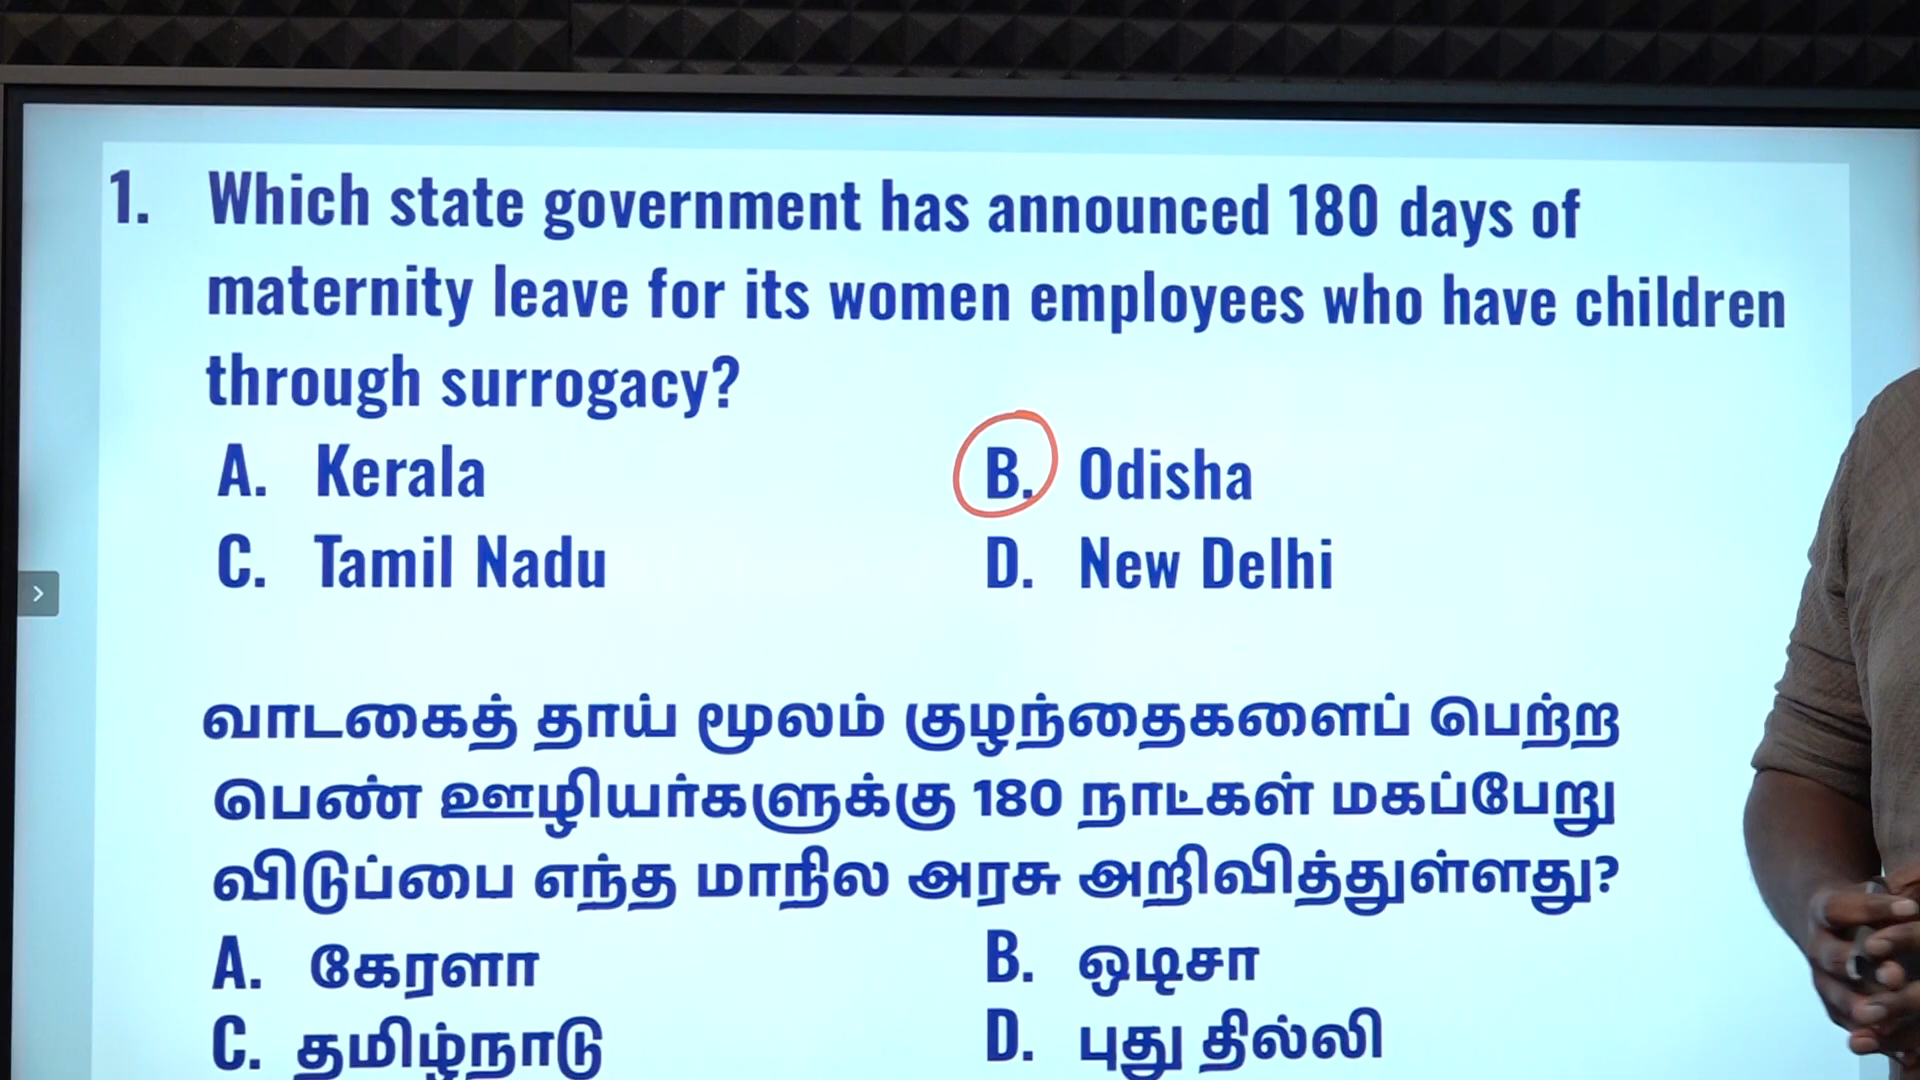 1. Which state government has announced 180 days of
maternity leave for its women employees who have children
through surrogacy?
A. Kerala B. Odisha
C. Tamil Nadu D. New Delhi
வாடகைத் தாய் மூலம் குழந்தைகளைப் பெற்ற
பெண் ஊழியர்களுக்கு 180 நாட்கள் மகப்பேறு
விடுப்பை எந்த மாநில அரசு அறிவித்துள்ளது?
A. கேரளா B. ஒடிசா
C. தமிழ்நாடு D. புது தில்லி